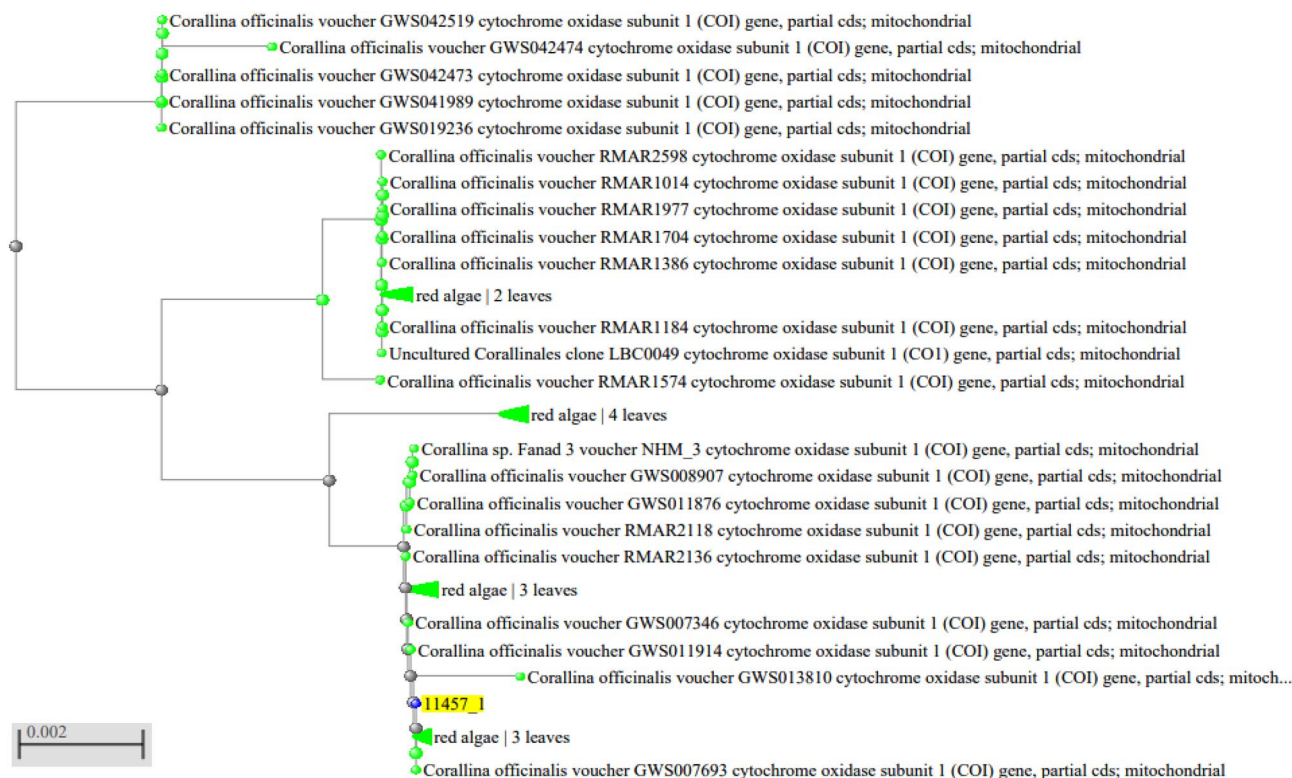 Corallina officinalis voucher GWS042519 cytochrome oxidase subunit 1 (COI) gene, partial cds; mitochondrial
Corallina officinalis voucher GWS042474 cytochrome oxidase subunit 1 (COI) gene, partial cds; mitochondrial
Corallina officinalis voucher GWS042473 cytochrome oxidase subunit 1 (COI) gene, partial cds; mitochondrial
Corallina officinalis voucher GWS041989 cytochrome oxidase subunit 1 (COI) gene, partial cds; mitochondrial
Corallina officinalis voucher GWS019236 cytochrome oxidase subunit 1 (COI) gene, partial cds; mitochondrial
Corallina officinalis voucher RMAR2598 cytochrome oxidase subunit 1 (COI) gene, partial cds; mitochondrial
Corallina officinalis voucher RMAR1014 cytochrome oxidase subunit 1 (COI) gene, partial cds; mitochondrial
Corallina officinalis voucher RMAR1977 cytochrome oxidase subunit 1 (COI) gene, partial cds; mitochondrial
Corallina officinalis voucher RMAR1704 cytochrome oxidase subunit 1 (COI) gene, partial cds; mitochondrial
Corallina officinalis voucher RMAR1386 cytochrome oxidase subunit 1 (COI) gene, partial cds; mitochondrial
red algae | 2 leaves
Corallina officinalis voucher RMAR1184 cytochrome oxidase subunit 1 (COI) gene, partial cds; mitochondrial
Uncultured Corallinales clone LBC0049 cytochrome oxidase subunit 1 (CO1) gene, partial cds; mitochondrial
Corallina officinalis voucher RMAR1574 cytochrome oxidase subunit 1 (COI) gene, partial cds; mitochondrial
red algae | 4 leaves
Corallina sp. Fanad 3 voucher NHM_3 cytochrome oxidase subunit 1 (COI) gene, partial cds; mitochondrial
Corallina officinalis voucher GWS008907 cytochrome oxidase subunit 1 (COI) gene, partial cds; mitochondrial
Corallina officinalis voucher GWS011876 cytochrome oxidase subunit 1 (COI) gene, partial cds; mitochondrial
Corallina officinalis voucher RMAR2118 cytochrome oxidase subunit 1 (COI) gene, partial cds; mitochondrial
Corallina officinalis voucher RMAR2136 cytochrome oxidase subunit 1 (COI) gene, partial cds; mitochondrial
red algae | 3 leaves
Corallina officinalis voucher GWS007346 cytochrome oxidase subunit 1 (COI) gene, partial cds; mitochondrial
Corallina officinalis voucher GWS011914 cytochrome oxidase subunit 1 (COI) gene, partial cds; mitochondrial
Corallina officinalis voucher GWS013810 cytochrome oxidase subunit 1 (COI) gene, partial cds; mitoch...
11457_1
0.002
red algae | 3 leaves
Corallina officinalis voucher GWS007693 cytochrome oxidase subunit 1 (COI) gene, partial cds; mitochondrial